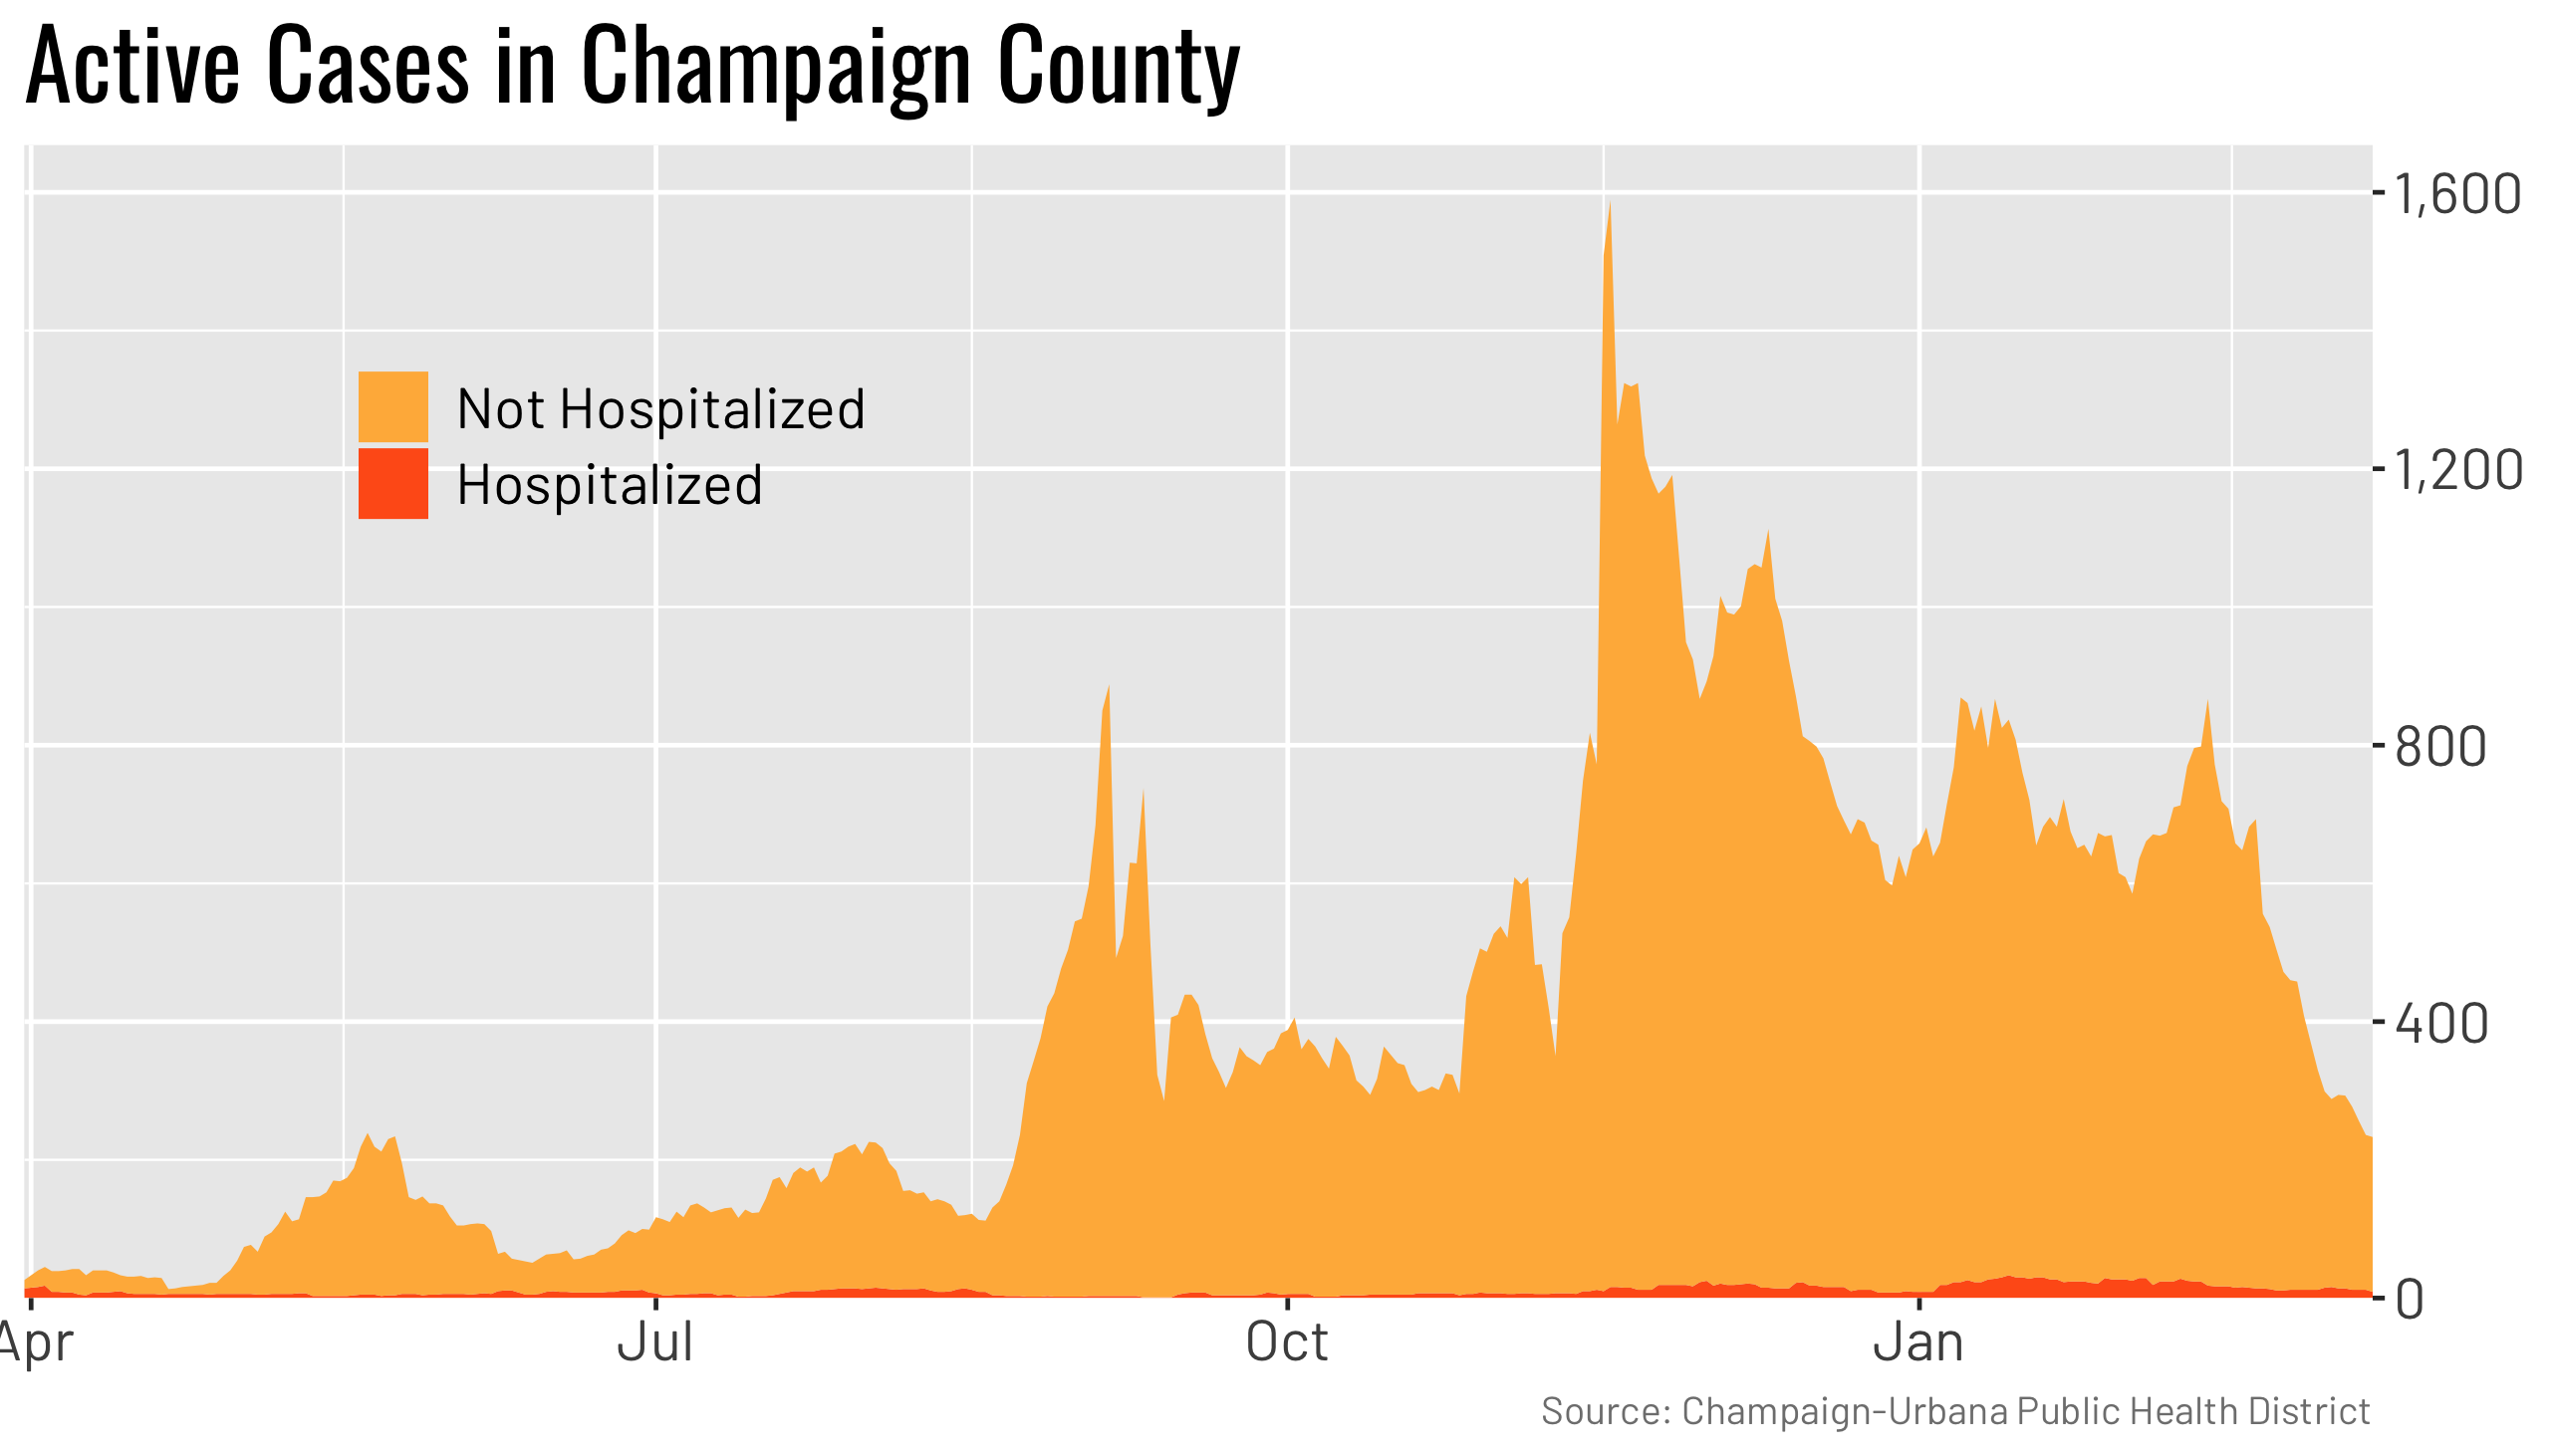 Active Cases in Champaign County
1,600
Not Hospitalized
1,200
Hospitalized
800
400
0
Apr Jul Oct Jan
Source: Champaign-Urbana Public Health District